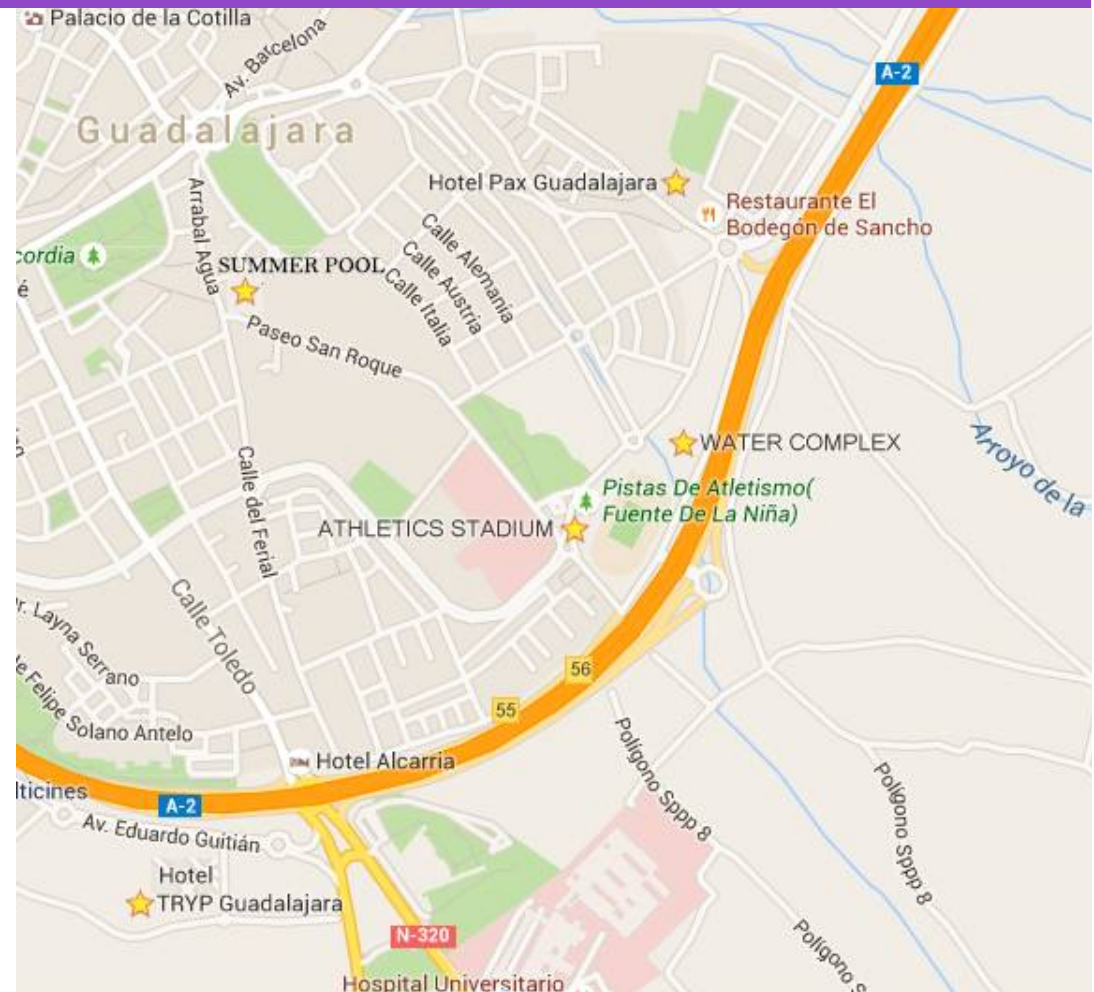 Palacio de la Cotilla
Av. Barcelona
A-2
Guadalajara
Hotel Pax Guadalajara
Restaurante El
Bodegón de Sancho
Arrabal Agua
Calle Alemania
Calle Austria
Calle Italia
cordia
é
SUMMER POOL
Paseo San Roque
WATER COMPLEX
Arroyo de la
Pistas De Atletismo(
Fuente De La Niña)
ATHLETICS STADIUM
Calle del Ferial
Calle Toledo
r. Layna Serrano
le Felipe Solano Antelo
56
55
Hotel Alcarria
Polígono Sppp 8
Polígono Sppp 8
lticines
A-2
Av. Eduardo Guitián
Hotel
TRYP Guadalajara
N-320
Polígono S
Hospital Universitario